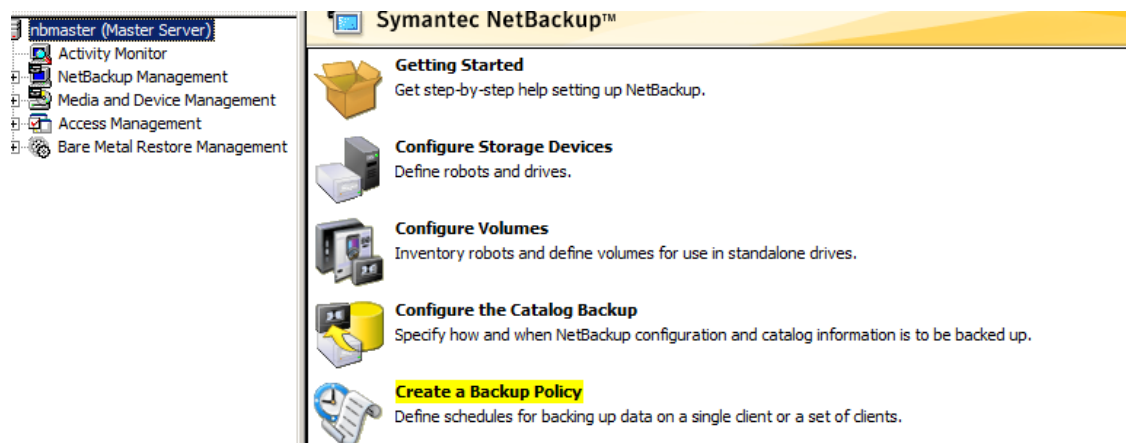 Symantec NetBackup™
nbmaster (Master Server)
Activity Monitor
NetBackup Management
Media and Device Management
Access Management
Bare Metal Restore Management
Getting Started
Get step-by-step help setting up NetBackup.
Configure Storage Devices
Define robots and drives.
Configure Volumes
Inventory robots and define volumes for use in standalone drives.
Configure the Catalog Backup
Specify how and when NetBackup configuration and catalog information is to be backed up.
Create a Backup Policy
Define schedules for backing up data on a single client or a set of clients.